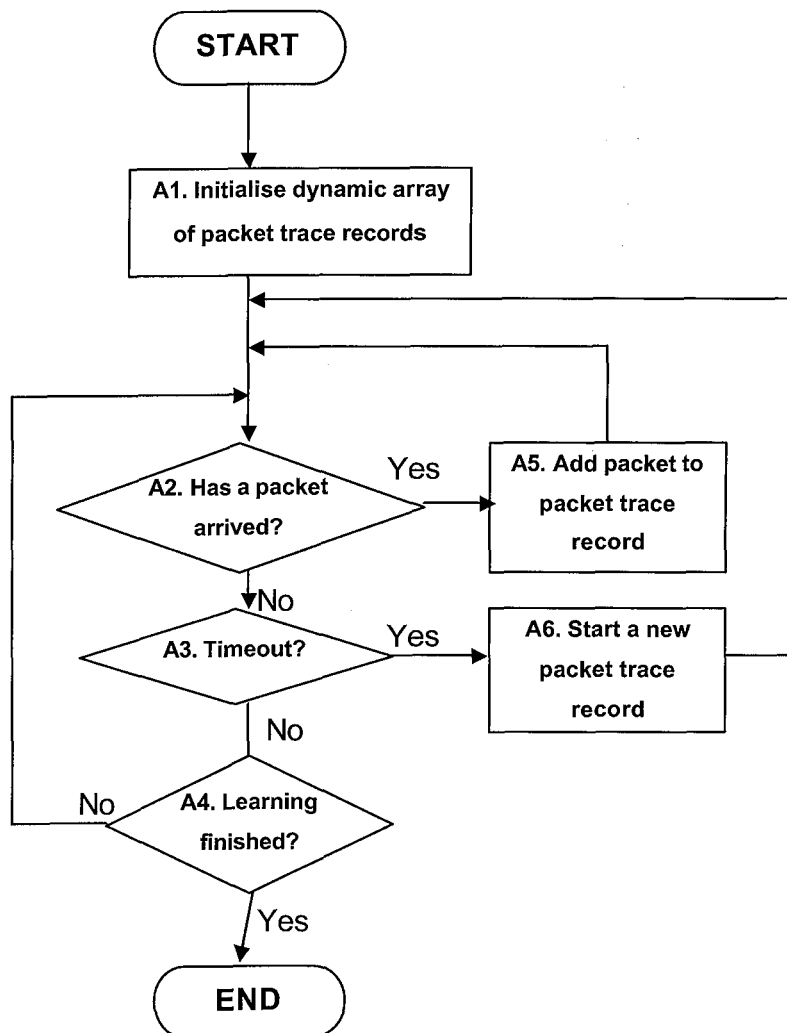 START
A1. Initialise dynamic array
of packet trace records
A2. Has a packet
arrived?
Yes
A5. Add packet to
packet trace
record
No
A3. Timeout?
Yes
A6. Start a new
packet trace
record
No
A4. Learning
finished?
No
Yes
END